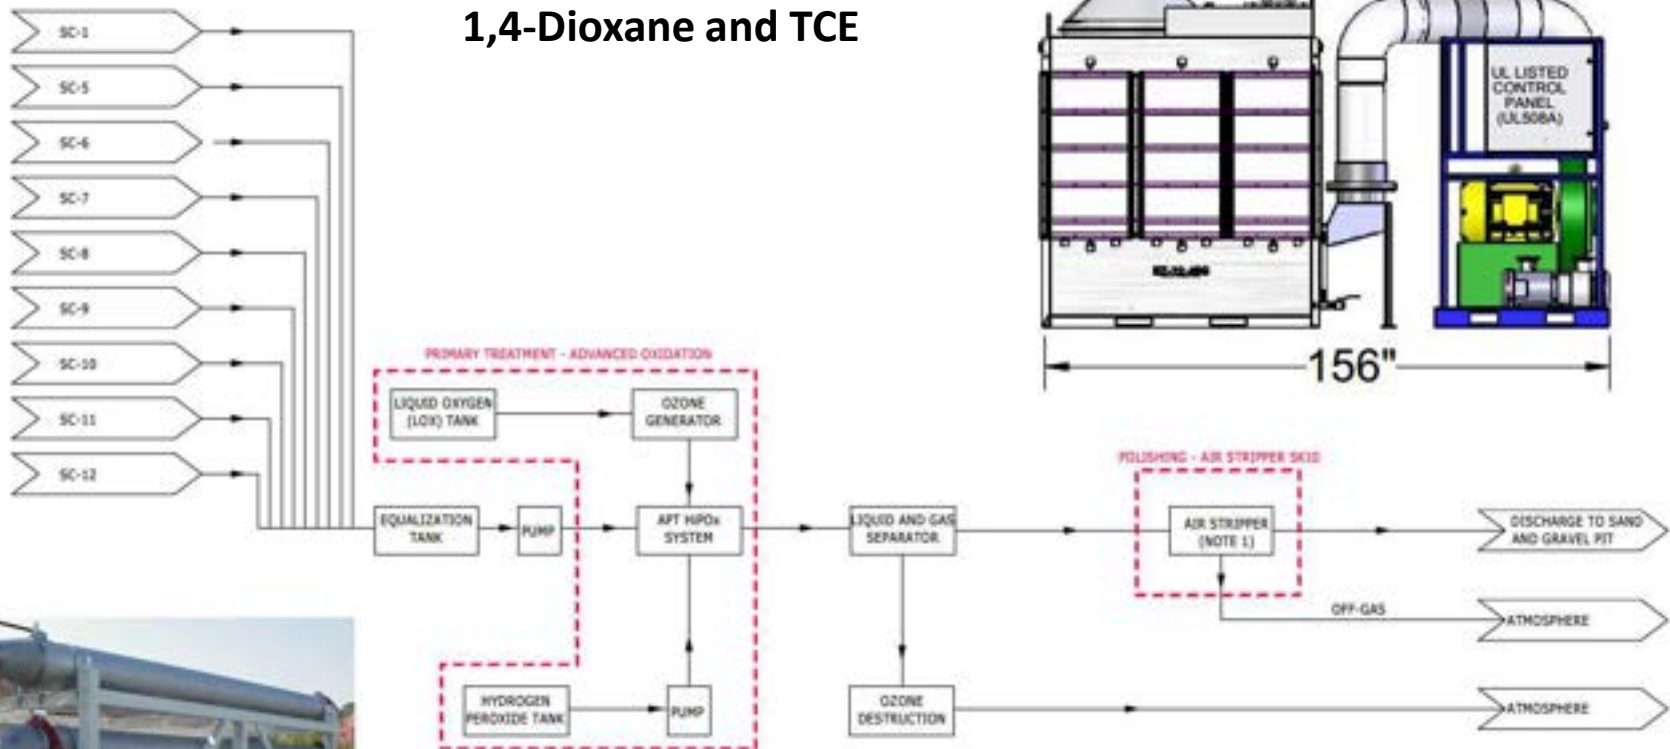 1,4-Dioxane and TCE
SC-1
SC-5
SC-6
SC-7
SC-8
SC-9
SC-10
SC-11
SC-12
UL LISTED
CONTROL
PANEL
(UL508A)
156"
PRIMARY TREATMENT - ADVANCED OXIDATION
LIQUID OXYGEN
(LOX) TANK
OZONE
GENERATOR
EQUALIZATION
TANK
PUMP
APT HiPOx
SYSTEM
HYDROGEN
PEROXIDE TANK
PUMP
LIQUID AND GAS
SEPARATOR
OZONE
DESTRUCTION
POLISHING - AIR STRIPPER SKID
AIR STRIPPER
(NOTE 1)
OFF-GAS
DISCHARGE TO SAND
AND GRAVEL PIT
ATMOSPHERE
ATMOSPHERE